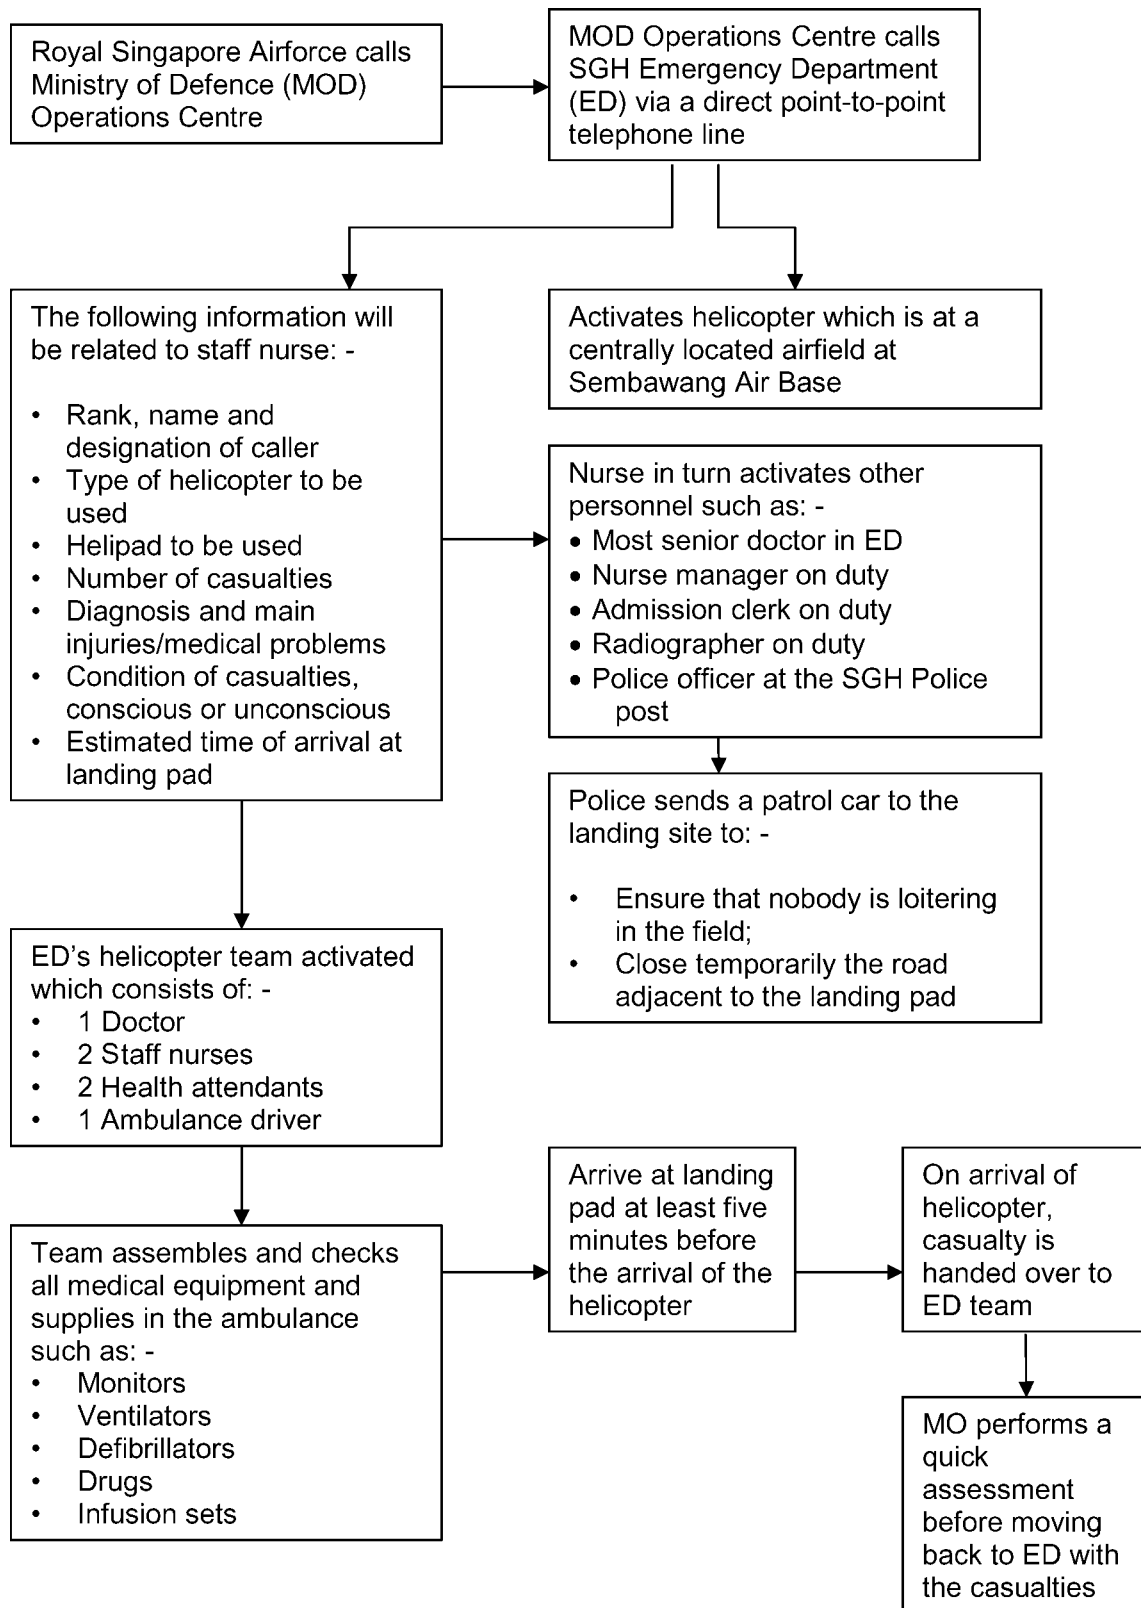 Royal Singapore Airforce calls
Ministry of Defence (MOD)
Operations Centre
MOD Operations Centre calls
SGH Emergency Department
(ED) via a direct point-to-point
telephone line
The following information will
be related to staff nurse: -
• Rank, name and
designation of caller
• Type of helicopter to be
used
• Helipad to be used
• Number of casualties
• Diagnosis and main
injuries/medical problems
• Condition of casualties,
conscious or unconscious
• Estimated time of arrival at
landing pad
Activates helicopter which is at a
centrally located airfield at
Sembawang Air Base
Nurse in turn activates other
personnel such as: -
• Most senior doctor in ED
• Nurse manager on duty
• Admission clerk on duty
• Radiographer on duty
• Police officer at the SGH Police
post
Police sends a patrol car to the
landing site to: -
• Ensure that nobody is loitering
in the field;
• Close temporarily the road
adjacent to the landing pad
ED’s helicopter team activated
which consists of: -
• 1 Doctor
• 2 Staff nurses
• 2 Health attendants
• 1 Ambulance driver
Team assembles and checks
all medical equipment and
supplies in the ambulance
such as: -
• Monitors
• Ventilators
• Defibrillators
• Drugs
• Infusion sets
Arrive at landing
pad at least five
minutes before
the arrival of the
helicopter
On arrival of
helicopter,
casualty is
handed over to
ED team
MO performs a
quick
assessment
before moving
back to ED with
the casualties